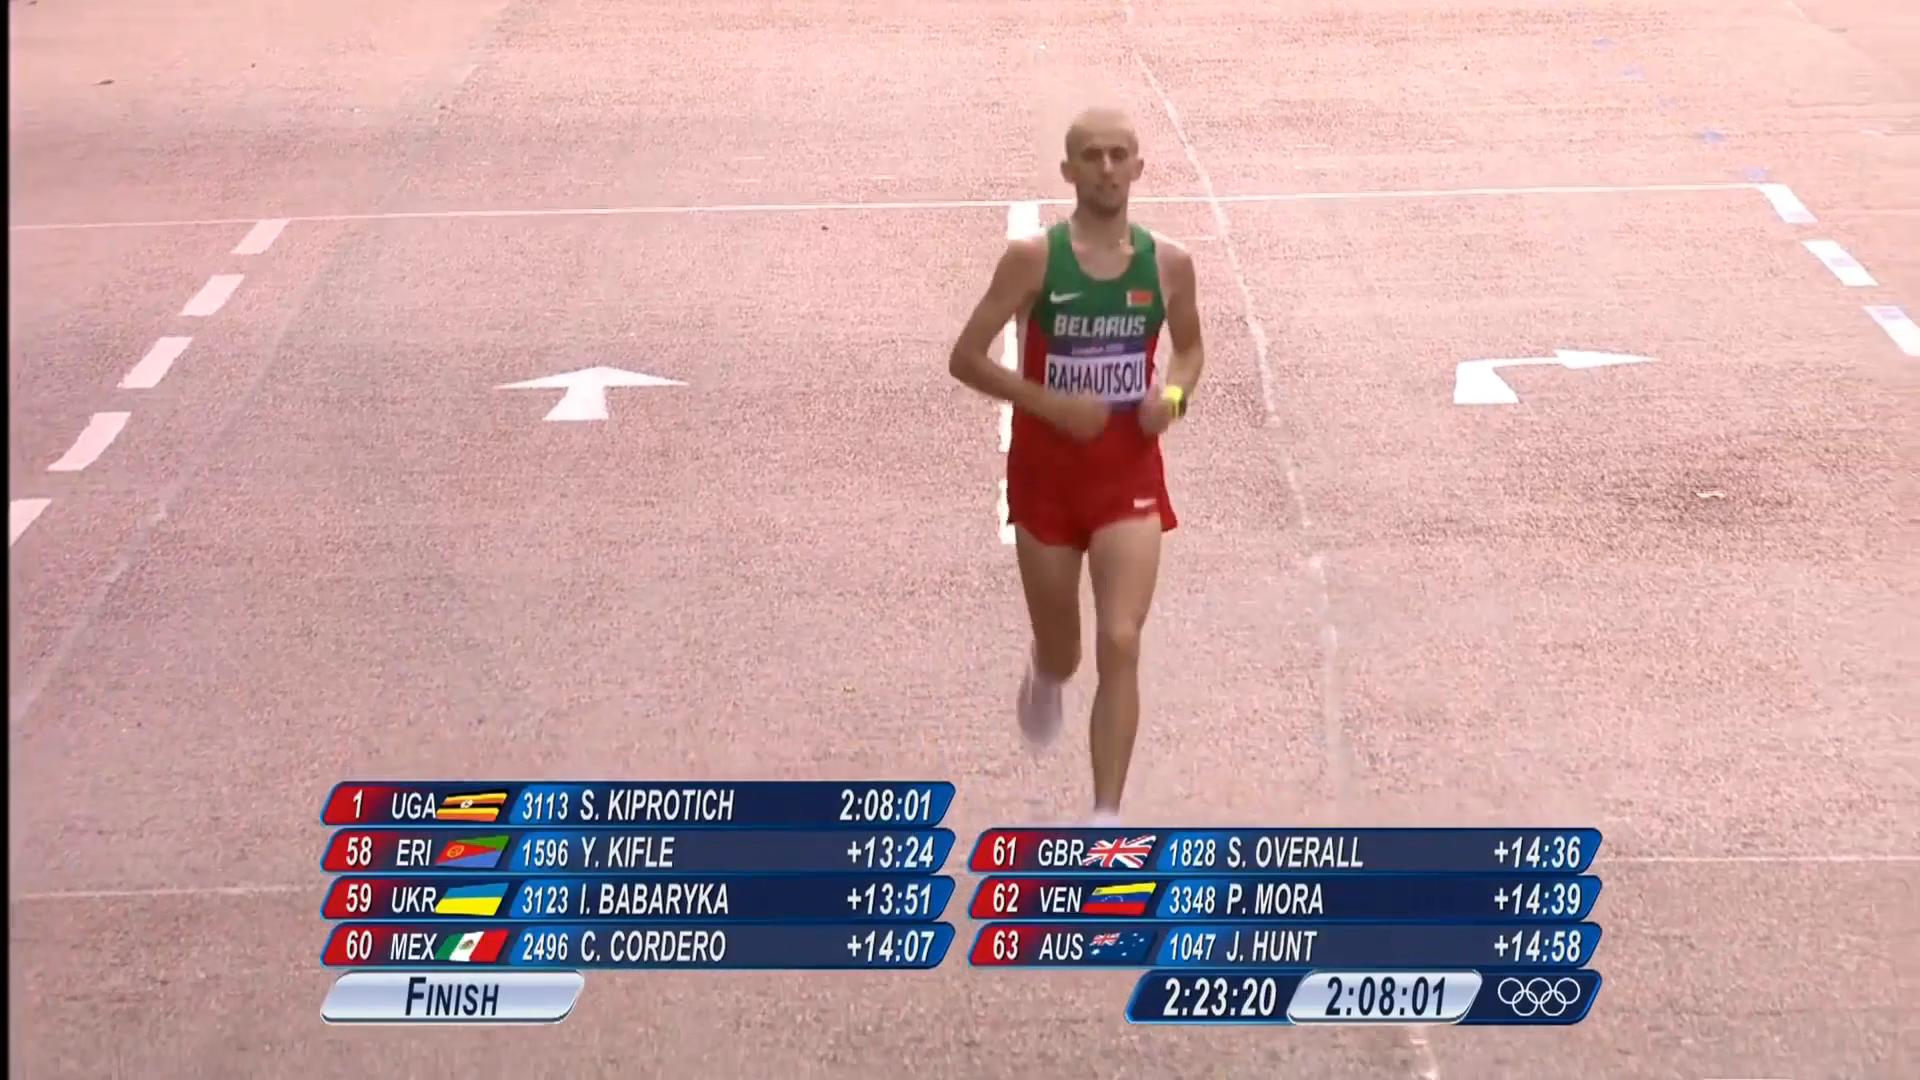 BELARUS
RAHAUTSOU
1 UGA 3113 S. KIPROTICH 2:08:01
58 ERI 1596 Y. KIFLE +13:24
59 UKR 3123 I. BABARYKA +13:51
60 MEX 2496 C. CORDERO +14:07
61 GBR 1828 S. OVERALL +14:36
62 VEN 3348 P. MORA +14:39
63 AUS 1047 J. HUNT +14:58
FINISH
2:23:20 2:08:01